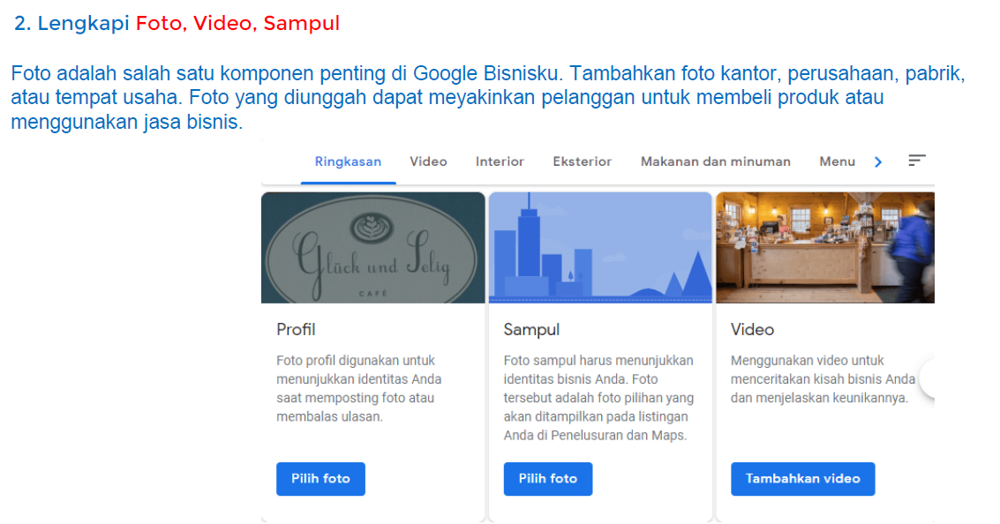 2. Lengkapi Foto, Video, Sampul
Foto adalah salah satu komponen penting di Google Bisnisku. Tambahkan foto kantor, perusahaan, pabrik,
atau tempat usaha. Foto yang diunggah dapat meyakinkan pelanggan untuk membeli produk atau
menggunakan jasa bisnis.
Ringkasan Video Interior Eksterior Makanan dan minuman Menu
Glück und Selig
CAFÉ
Profil
Foto profil digunakan untuk
menunjukkan identitas Anda
saat memposting foto atau
membalas ulasan.
Pilih foto
Sampul
Foto sampul harus menunjukkan
identitas bisnis Anda. Foto
tersebut adalah foto pilihan yang
akan ditampilkan pada listingan
Anda di Penelusuran dan Maps.
Pilih foto
Video
Menggunakan video untuk
menceritakan kisah bisnis Anda
dan menjelaskan keunikannya.
Tambahkan video